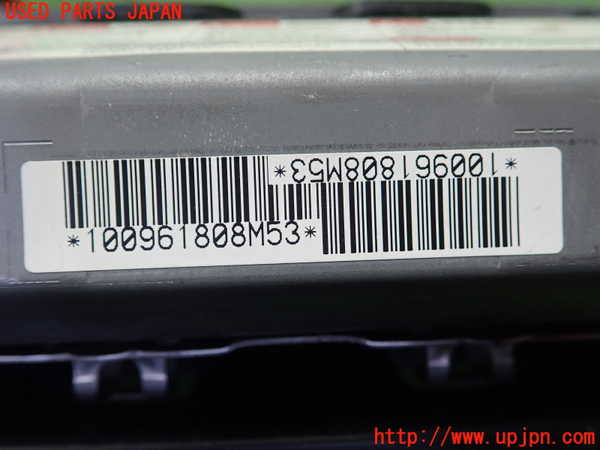 USED PARTS JAPAN
*100961808M53*
*100961808M53*
http://www.upjpn.com/